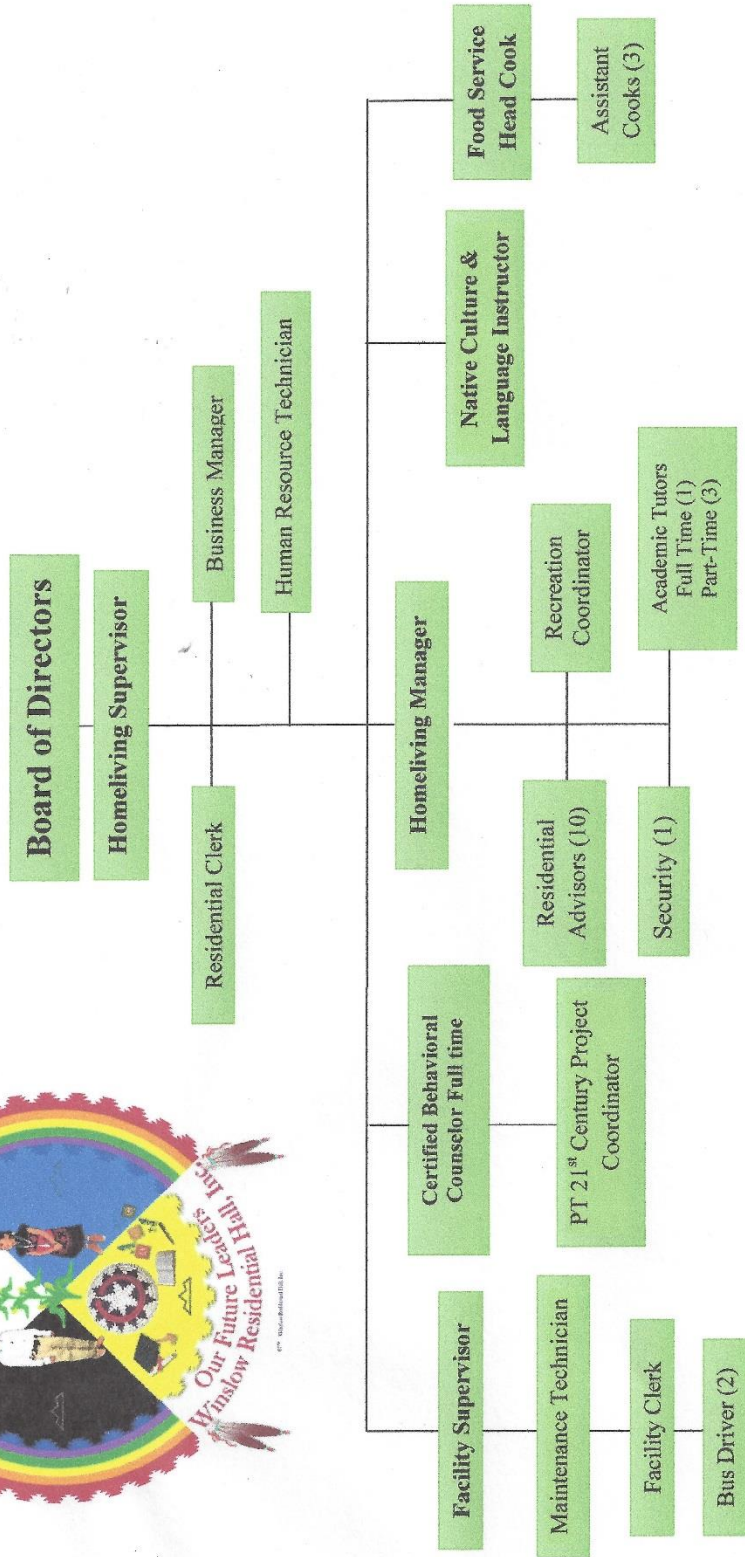 Our Future Leaders
Winslow Residential Hall, Inc.
Board of Directors
Homeliving Supervisor
Residential Clerk
Business Manager
Human Resource Technician
Facility Supervisor
Maintenance Technician
Facility Clerk
Bus Driver (2)
Certified Behavioral
Counselor Full time
PT 21st Century Project
Coordinator
Homeliving Manager
Residential
Advisors (10)
Recreation
Coordinator
Security (1)
Academic Tutors
Full Time (1)
Part-Time (3)
Native Culture &
Language Instructor
Food Service
Head Cook
Assistant
Cooks (3)